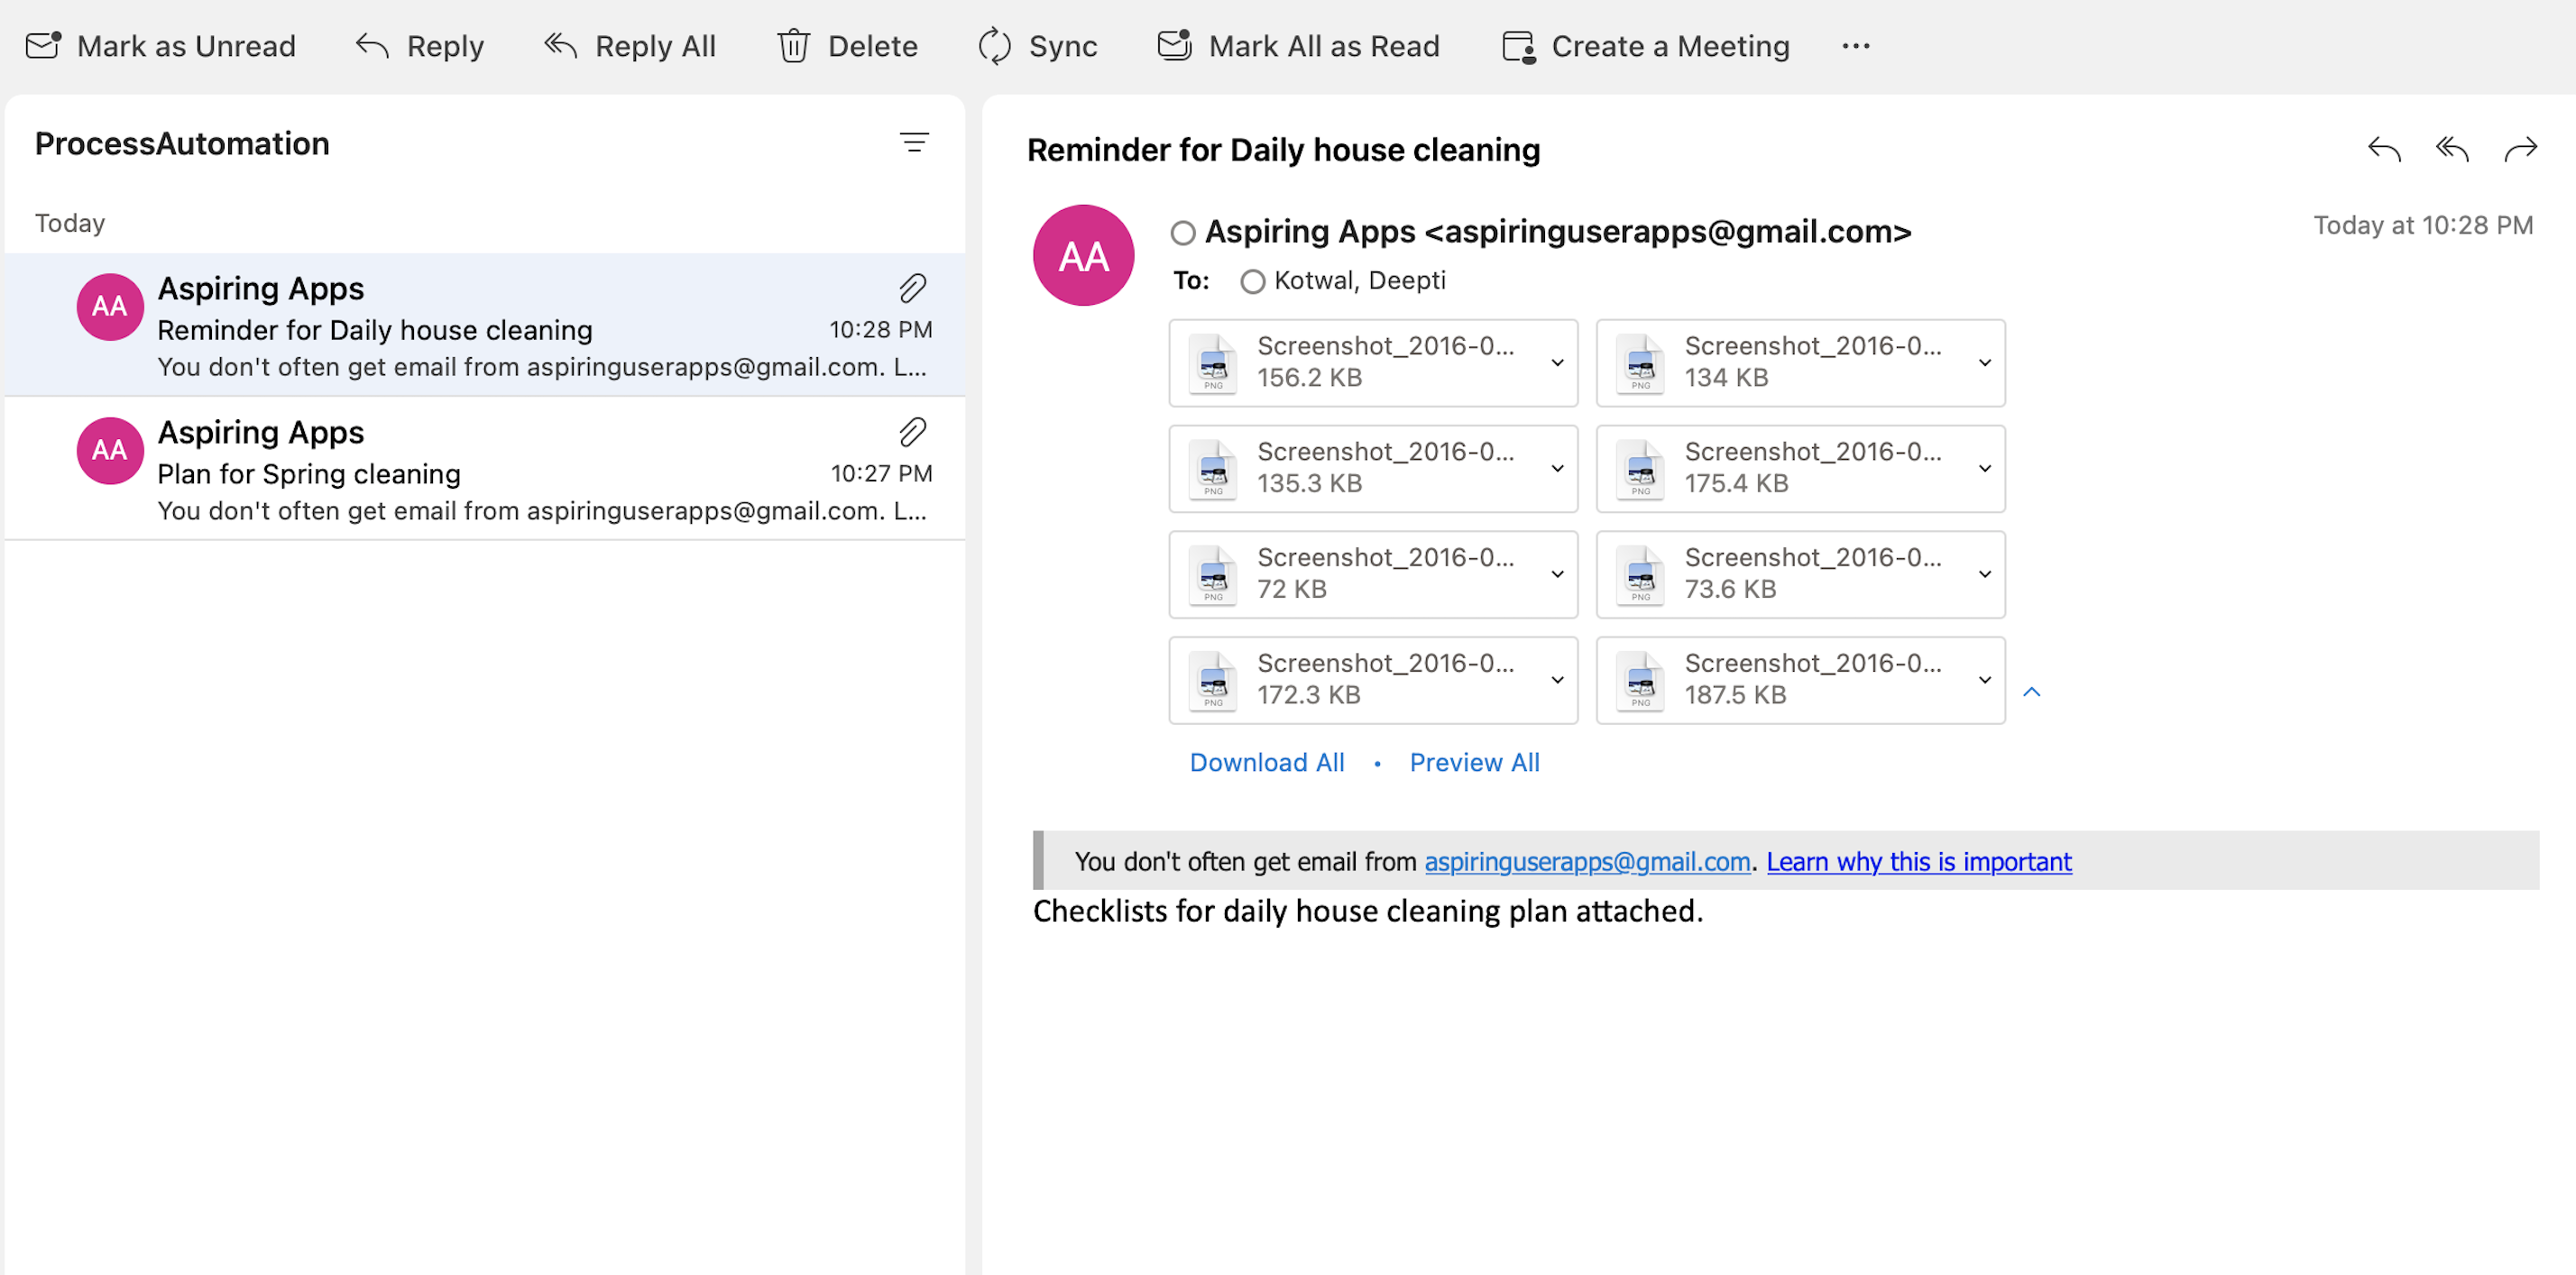 Mark as Unread Reply Reply All Delete Sync Mark All as Read Create a Meeting ...
ProcessAutomation
Today
AA Aspiring Apps
Reminder for Daily house cleaning 10:28 PM
You don't often get email from aspiringuserapps@gmail.com. L...
AA Aspiring Apps
Plan for Spring cleaning 10:27 PM
You don't often get email from aspiringuserapps@gmail.com. L...
Reminder for Daily house cleaning
AA
Aspiring Apps <aspiringuserapps@gmail.com> Today at 10:28 PM
To: Kotwal, Deepti
PNG Screenshot_2016-0...
156.2 KB
PNG Screenshot_2016-0...
134 KB
PNG Screenshot_2016-0...
135.3 KB
PNG Screenshot_2016-0...
175.4 KB
PNG Screenshot_2016-0...
72 KB
PNG Screenshot_2016-0...
73.6 KB
PNG Screenshot_2016-0...
172.3 KB
PNG Screenshot_2016-0...
187.5 KB
Download All • Preview All
You don't often get email from aspiringuserapps@gmail.com. Learn why this is important
Checklists for daily house cleaning plan attached.